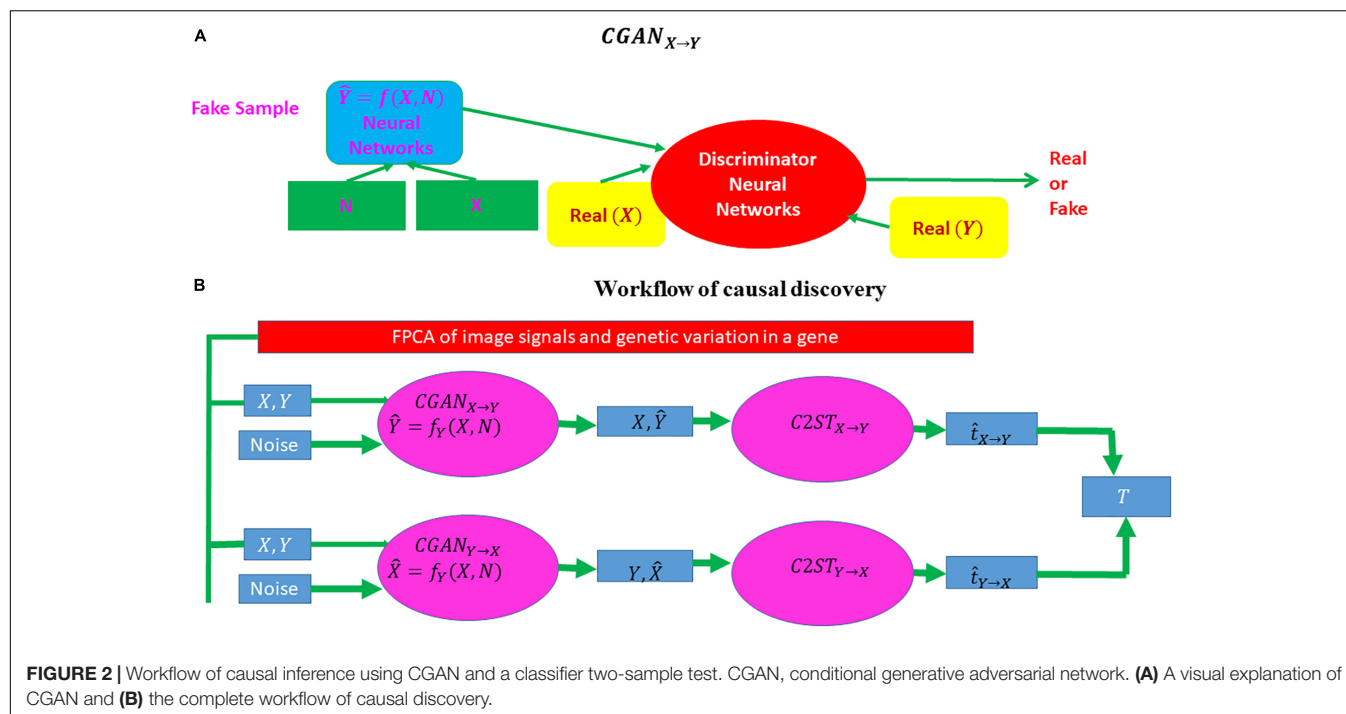 A
CGAN_{X→Y}
Fake Sample
Ŷ = f(X, N)
Neural
Networks
N
X
Real (X)
Discriminator
Neural
Networks
Real (Y)
Real
or
Fake
B
Workflow of causal discovery
FPCA of image signals and genetic variation in a gene
X, Y
Noise
CGAN_{X→Y}
Ŷ = f_Y(X, N)
X, Ŷ
C2ST_{X→Y}
t̂_{X→Y}
T
X, Y
Noise
CGAN_{Y→X}
X̂ = f_Y(X, N)
Y, X̂
C2ST_{Y→X}
t̂_{Y→X}
FIGURE 2 | Workflow of causal inference using CGAN and a classifier two-sample test. CGAN, conditional generative adversarial network. (A) A visual explanation of
CGAN and (B) the complete workflow of causal discovery.